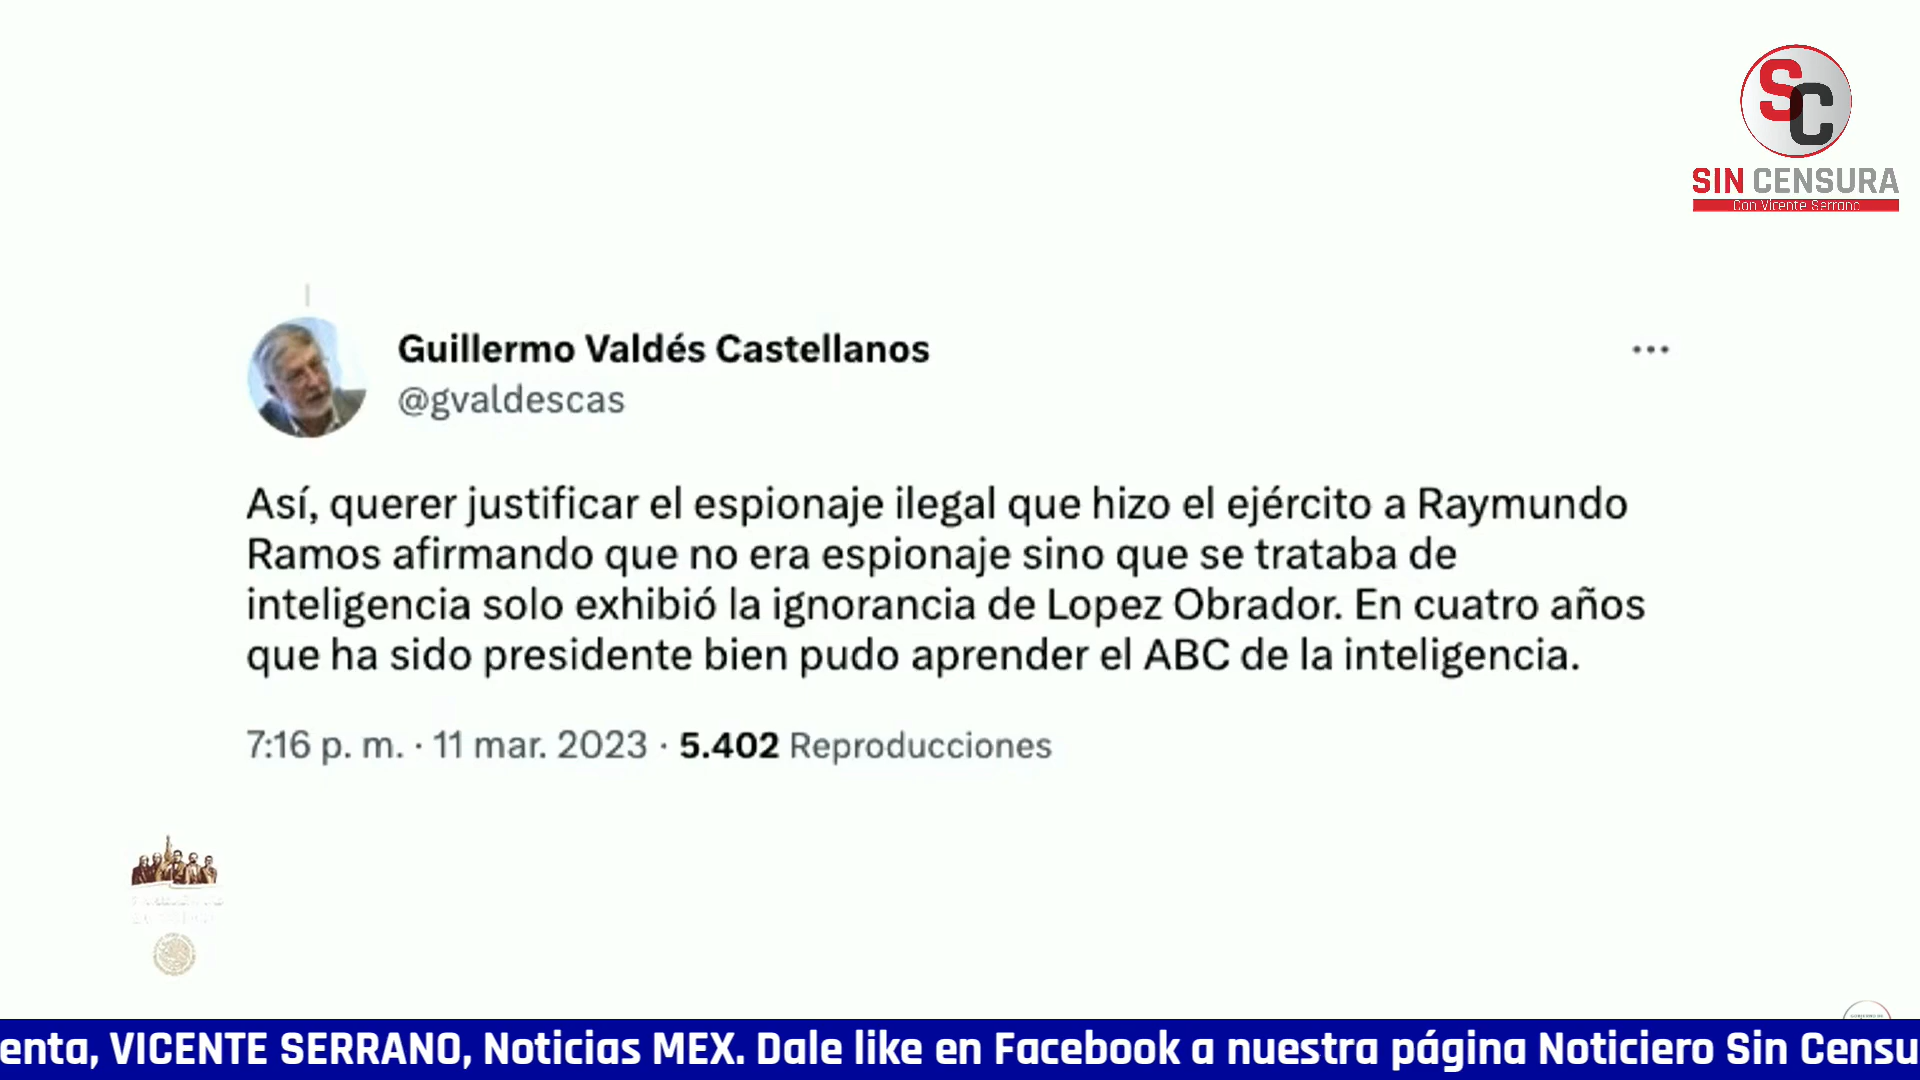 SC
SIN CENSURA
Con Vicente Serrano
Guillermo Valdés Castellanos
@gvaldescas
Así, querer justificar el espionaje ilegal que hizo el ejército a Raymundo
Ramos afirmando que no era espionaje sino que se trataba de
inteligencia solo exhibió la ignorancia de Lopez Obrador. En cuatro años
que ha sido presidente bien pudo aprender el ABC de la inteligencia.
7:16 p. m. · 11 mar. 2023 · 5.402 Reproducciones
enta, VICENTE SERRANO, Noticias MEX. Dale like en Facebook a nuestra página Noticiero Sin Censu